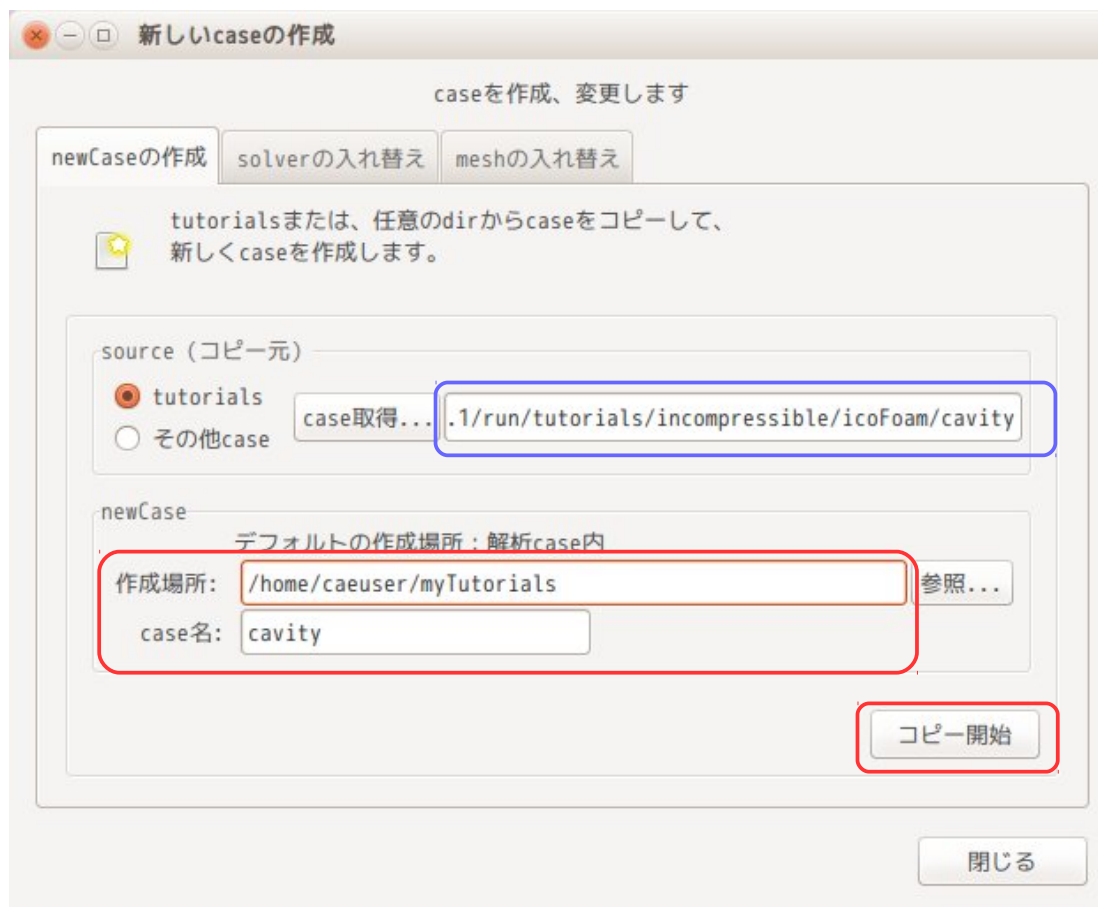 新しいcaseの作成
caseを作成、変更します
newCaseの作成 solverの入れ替え meshの入れ替え
tutorialsまたは、任意のdirからcaseをコピーして、
新しくcaseを作成します。
source (コピー元)
tutorials
その他case
case取得... .1/run/tutorials/incompressible/icoFoam/cavity
newCase
デフォルトの作成場所：解析case内
作成場所: /home/caeuser/myTutorials 参照...
case名: cavity
コピー開始
閉じる